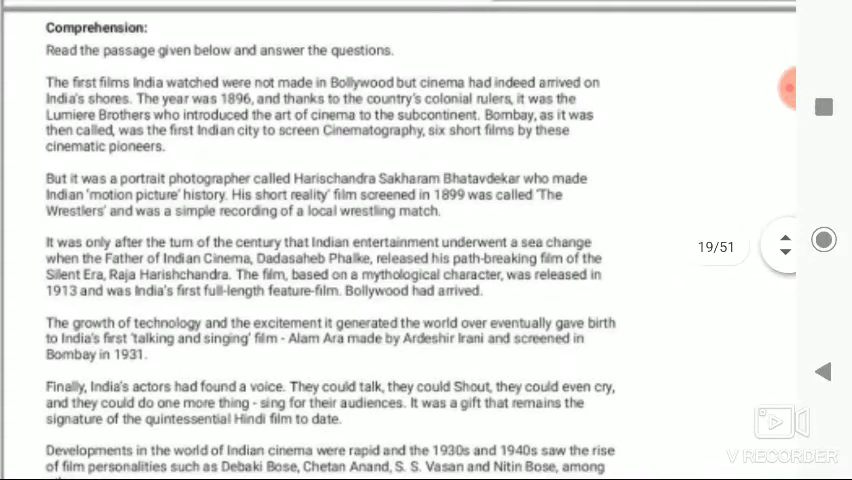 Comprehension:
Read the passage given below and answer the questions.
The first films India watched were not made in Bollywood but cinema had indeed arrived on
India's shores. The year was 1896, and thanks to the country's colonial rulers, it was the
Lumiere Brothers who introduced the art of cinema to the subcontinent. Bombay, as it was
then called, was the first Indian city to screen Cinematography, six short films by these
cinematic pioneers.
But it was a portrait photographer called Harischandra Sakharam Bhatavdekar who made
Indian 'motion picture' history. His short reality' film screened in 1899 was called 'The
Wrestlers' and was a simple recording of a local wrestling match.
It was only after the turn of the century that Indian entertainment underwent a sea change
when the Father of Indian Cinema, Dadasaheb Phalke, released his path-breaking film of the
Silent Era, Raja Harishchandra. The film, based on a mythological character, was released in
1913 and was India's first full-length feature-film. Bollywood had arrived.
The growth of technology and the excitement it generated the world over eventually gave birth
to India's first 'talking and singing' film - Alam Ara made by Ardeshir Irani and screened in
Bombay in 1931.
Finally, India's actors had found a voice. They could talk, they could Shout, they could even cry,
and they could do one more thing - sing for their audiences. It was a gift that remains the
signature of the quintessential Hindi film to date.
Developments in the world of Indian cinema were rapid and the 1930s and 1940s saw the rise
of film personalities such as Debaki Bose, Chetan Anand, S. S. Vasan and Nitin Bose, among
19/51
V RECORDER